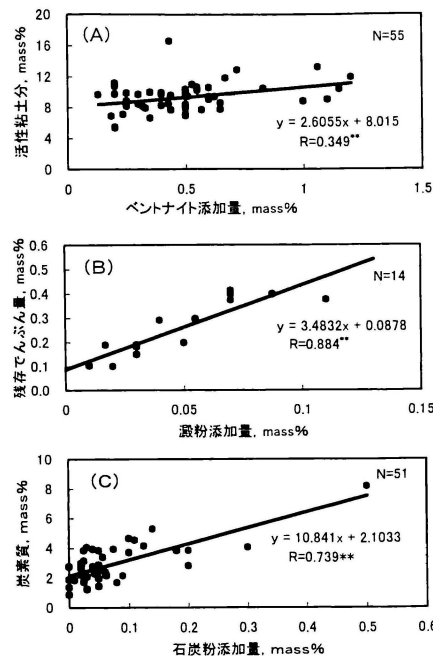 (A)
N=55
活性粘土分, mass%
20
15
10
5
0
y = 2.6055x + 8.015
R=0.349**
0
0.5
1
1.5
ベントナイト添加量, mass%
(B)
N=14
残存でんぷん量, mass%
0.6
0.5
0.4
0.3
0.2
0.1
0.0
y = 3.4832x + 0.0878
R=0.884**
0
0.05
0.1
0.15
澱粉添加量, mass%
(C)
N=51
炭素質, mass%
10
8
6
4
2
0
y = 10.841x + 2.1033
R=0.739**
0
0.1
0.2
0.3
0.4
0.5
0.6
石炭粉添加量, mass%